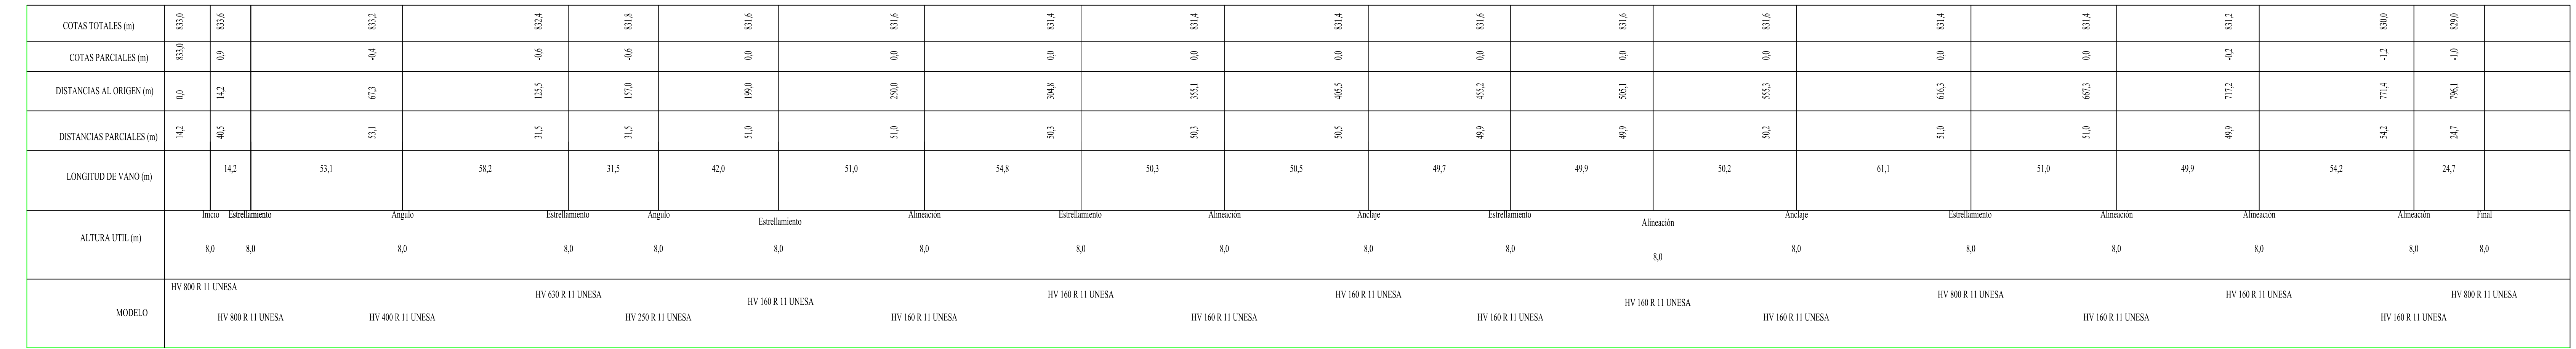 COTAS TOTALES (m) 833,0 833,6 833,2 832,4 831,8 831,6 831,6 831,4 831,4 831,4 831,6 831,6 831,6 831,4 831,4 831,2 830,0 829,0
COTAS PARCIALES (m) 833,0 0,9 -0,4 -0,6 -0,6 0,0 0,0 0,0 0,0 0,0 0,0 0,0 0,0 0,0 0,0 -0,2 -1,2 -1,0
DISTANCIAS AL ORIGEN (m) 0,0 14,2 67,3 125,5 157,0 199,0 250,0 304,8 355,1 405,5 455,2 505,1 555,3 616,3 667,3 717,2 771,4 796,1
DISTANCIAS PARCIALES (m) 14,2 40,5 53,1 31,5 31,5 51,0 51,0 50,3 50,3 50,5 49,9 49,9 50,2 51,0 51,0 49,9 54,2 24,7
LONGITUD DE VANO (m) 14,2 53,1 58,2 31,5 42,0 51,0 54,8 50,3 50,5 49,7 49,9 50,2 61,1 51,0 49,9 54,2 24,7
Inicio Estrellamiento Angulo Estrellamiento Angulo Estrellamiento Alineación Estrellamiento Alineación Anclaje Estrellamiento Alineación Anclaje Estrellamiento Alineación Alineación Alineación Final
ALTURA UTIL (m) 8,0 8,0 8,0 8,0 8,0 8,0 8,0 8,0 8,0 8,0 8,0 8,0 8,0 8,0 8,0 8,0 8,0 8,0
MODELO HV 800 R 11 UNESA HV 800 R 11 UNESA HV 400 R 11 UNESA HV 630 R 11 UNESA HV 250 R 11 UNESA HV 160 R 11 UNESA HV 160 R 11 UNESA HV 160 R 11 UNESA HV 160 R 11 UNESA HV 160 R 11 UNESA HV 160 R 11 UNESA HV 160 R 11 UNESA HV 160 R 11 UNESA HV 800 R 11 UNESA HV 160 R 11 UNESA HV 160 R 11 UNESA HV 160 R 11 UNESA HV 800 R 11 UNESA